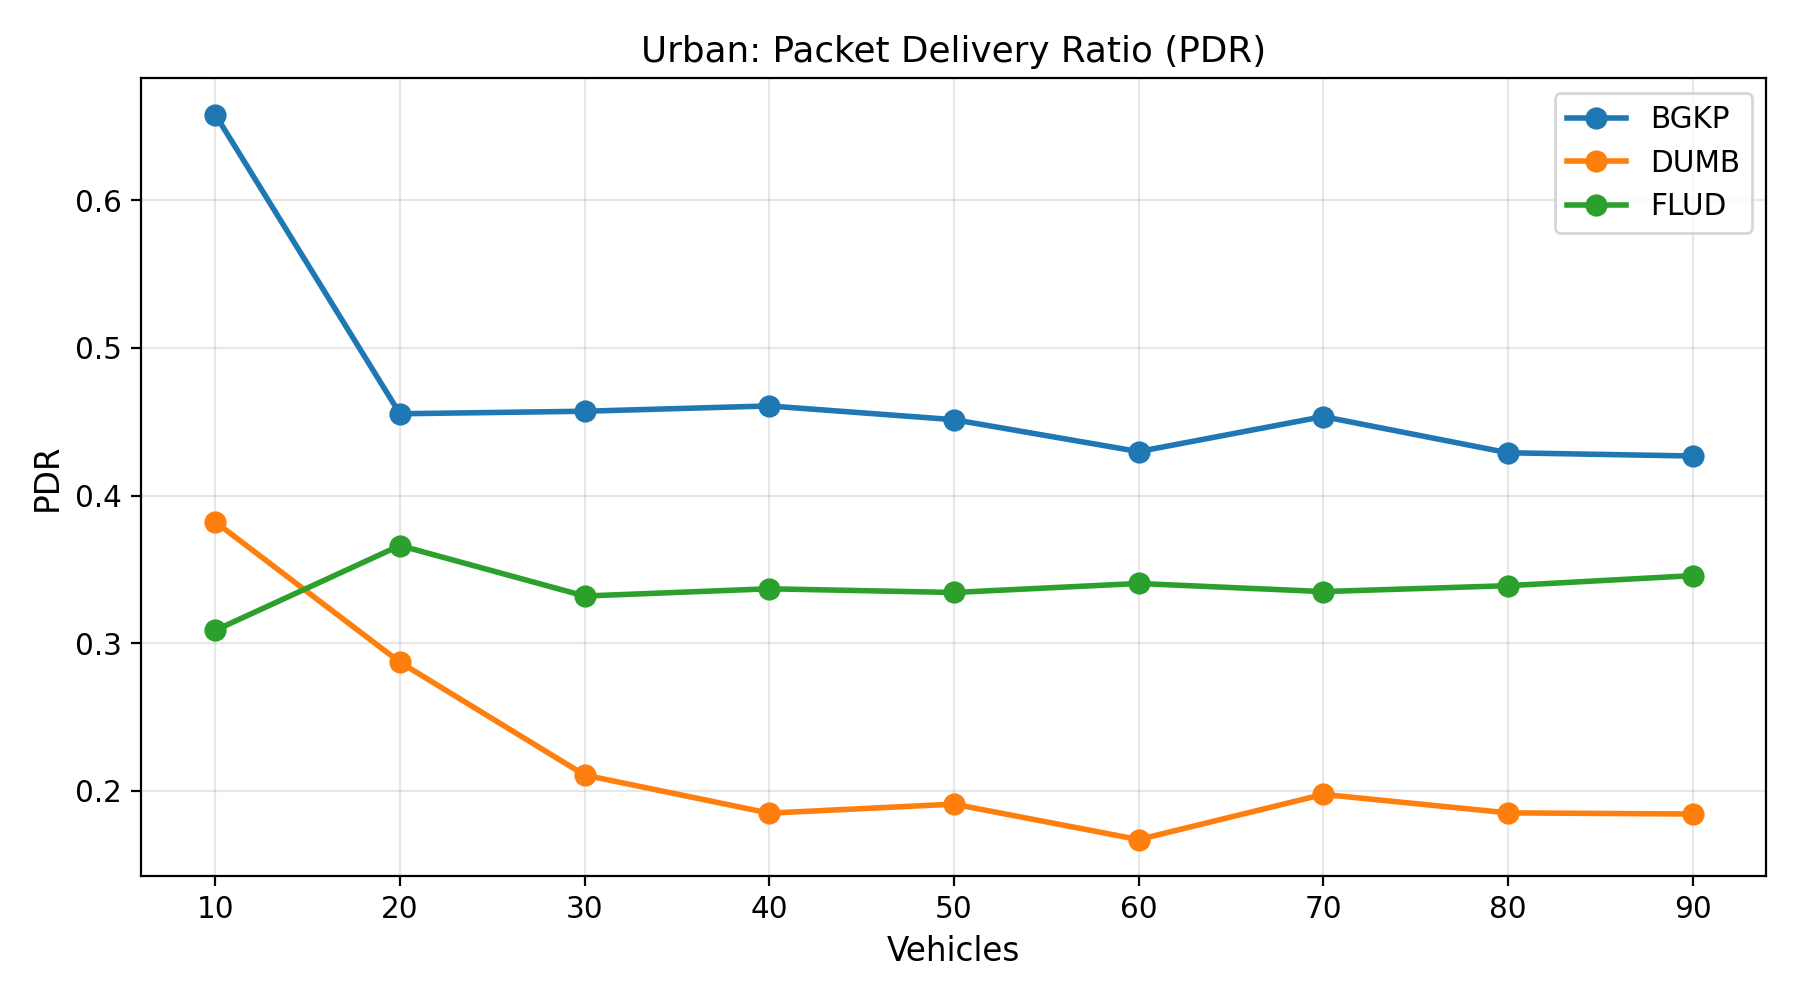 Urban: Packet Delivery Ratio (PDR)
BGKP
DUMB
FLUD
PDR
0.6
0.5
0.4
0.3
0.2
10 20 30 40 50 60 70 80 90
Vehicles